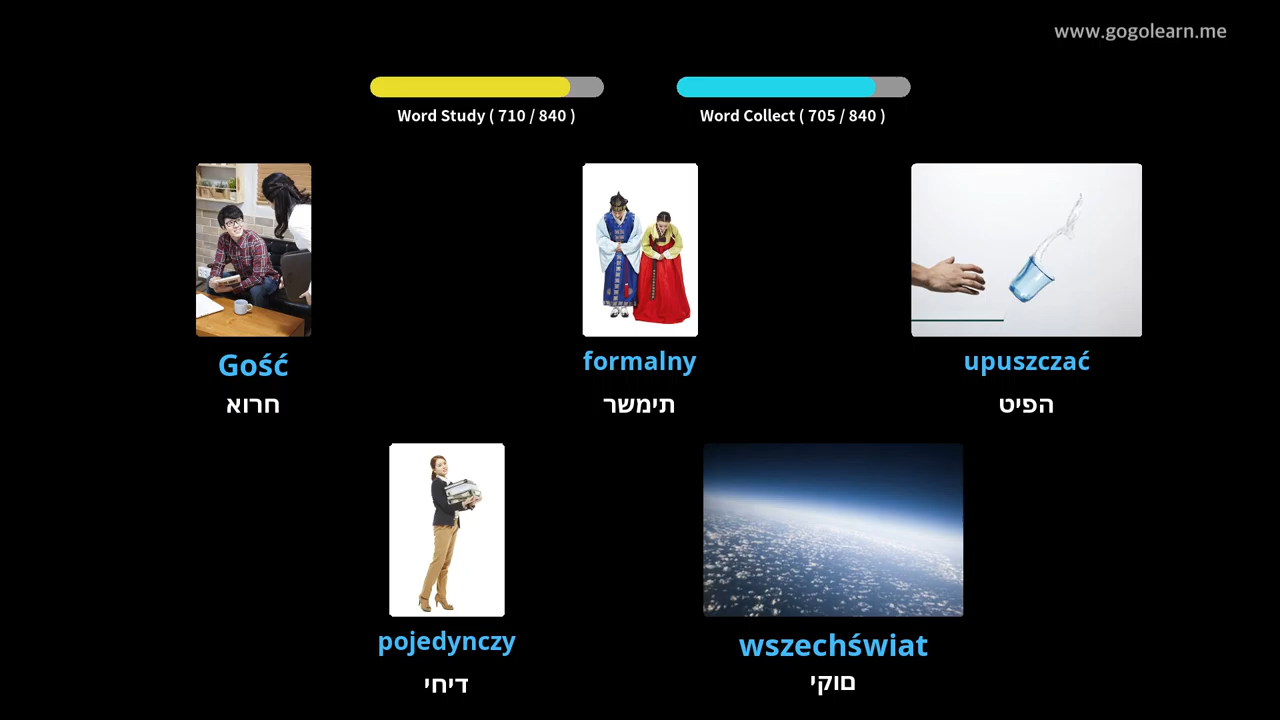 www.gogolearn.me
Word Study ( 710 / 840 )
Word Collect ( 705 / 840 )
Gość
חרוא
formalny
תימשר
upuszczać
הפיט
pojedynczy
דיחי
wszechświat
םוקי